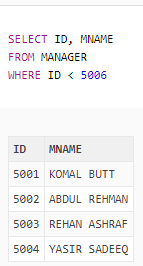 SELECT ID, MNAME
FROM MANAGER
WHERE ID < 5006
ID MNAME
5001 KOMAL BUTT
5002 ABDUL REHMAN
5003 REHAN ASHRAF
5004 YASIR SADEEQ